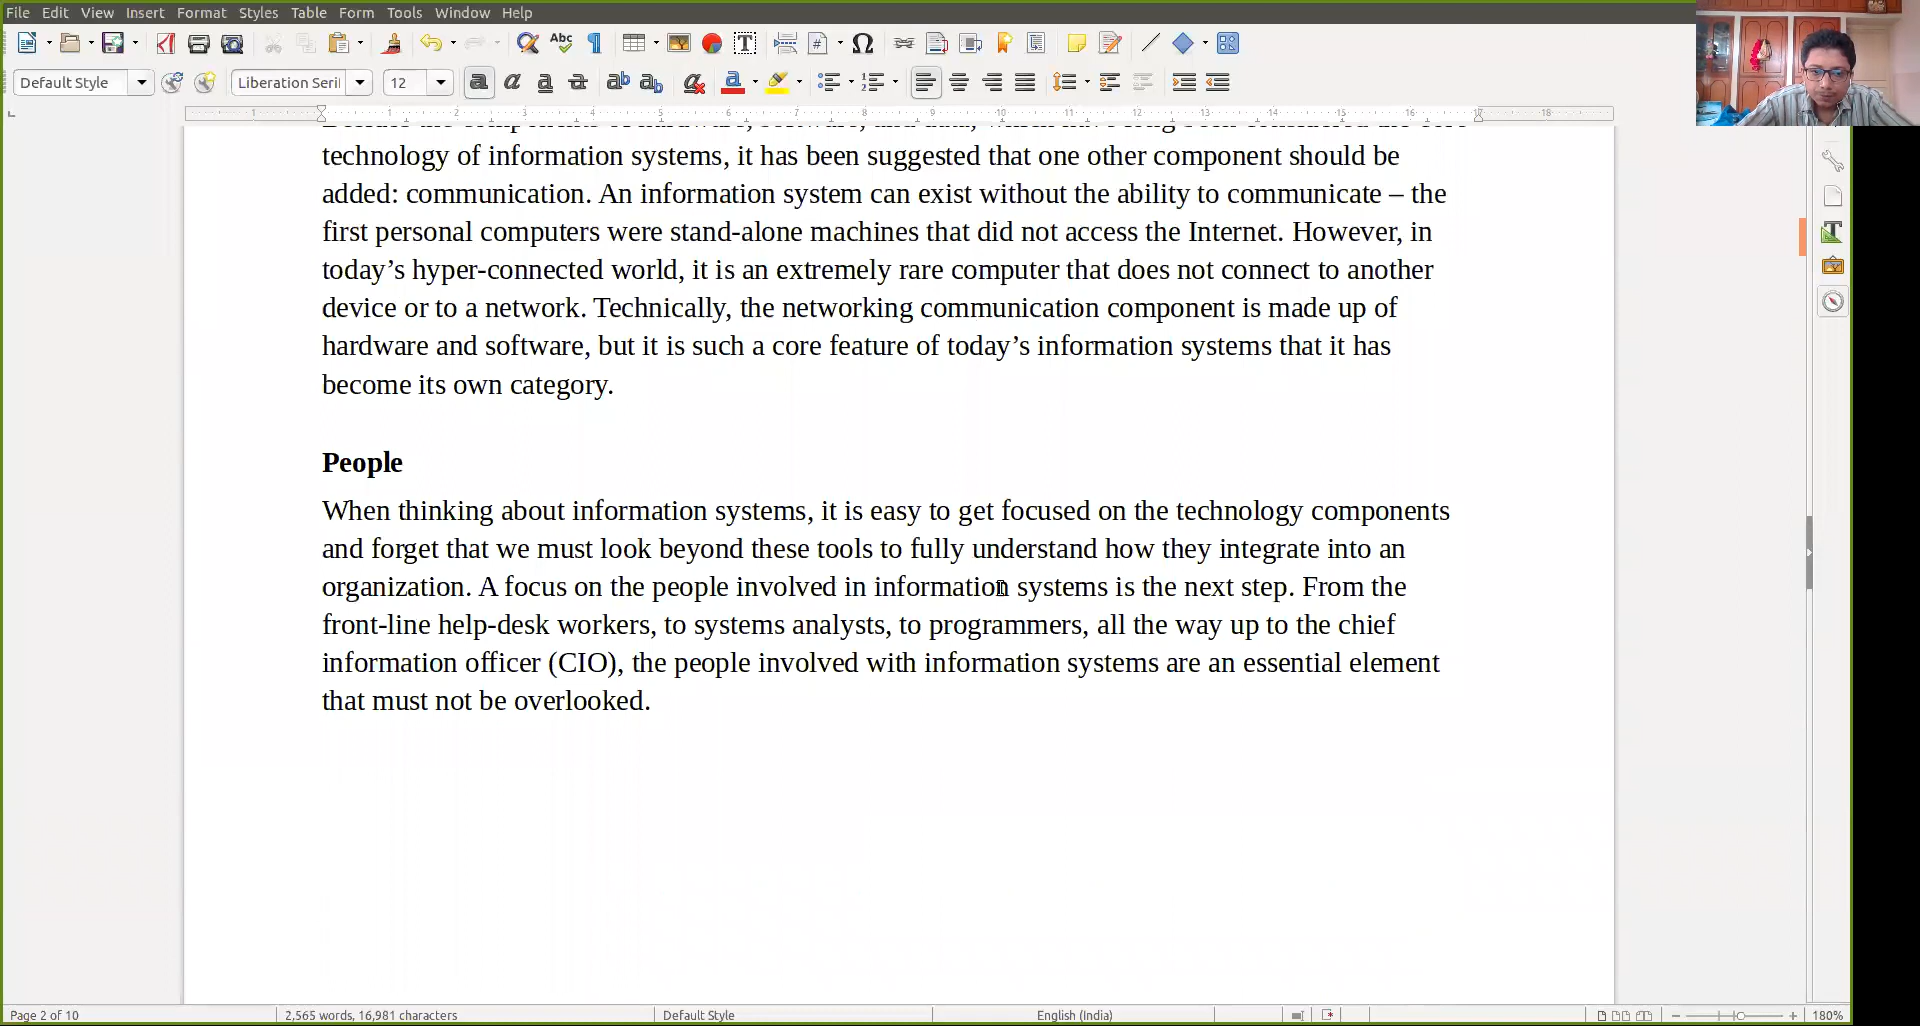 File Edit View Insert Format Styles Table Form Tools Window Help
Default Style Liberation Seri 12
technology of information systems, it has been suggested that one other component should be
added: communication. An information system can exist without the ability to communicate – the
first personal computers were stand-alone machines that did not access the Internet. However, in
today’s hyper-connected world, it is an extremely rare computer that does not connect to another
device or to a network. Technically, the networking communication component is made up of
hardware and software, but it is such a core feature of today’s information systems that it has
become its own category.
People
When thinking about information systems, it is easy to get focused on the technology components
and forget that we must look beyond these tools to fully understand how they integrate into an
organization. A focus on the people involved in information systems is the next step. From the
front-line help-desk workers, to systems analysts, to programmers, all the way up to the chief
information officer (CIO), the people involved with information systems are an essential element
that must not be overlooked.
Page 2 of 10 2,565 words, 16,981 characters Default Style English (India) 180%